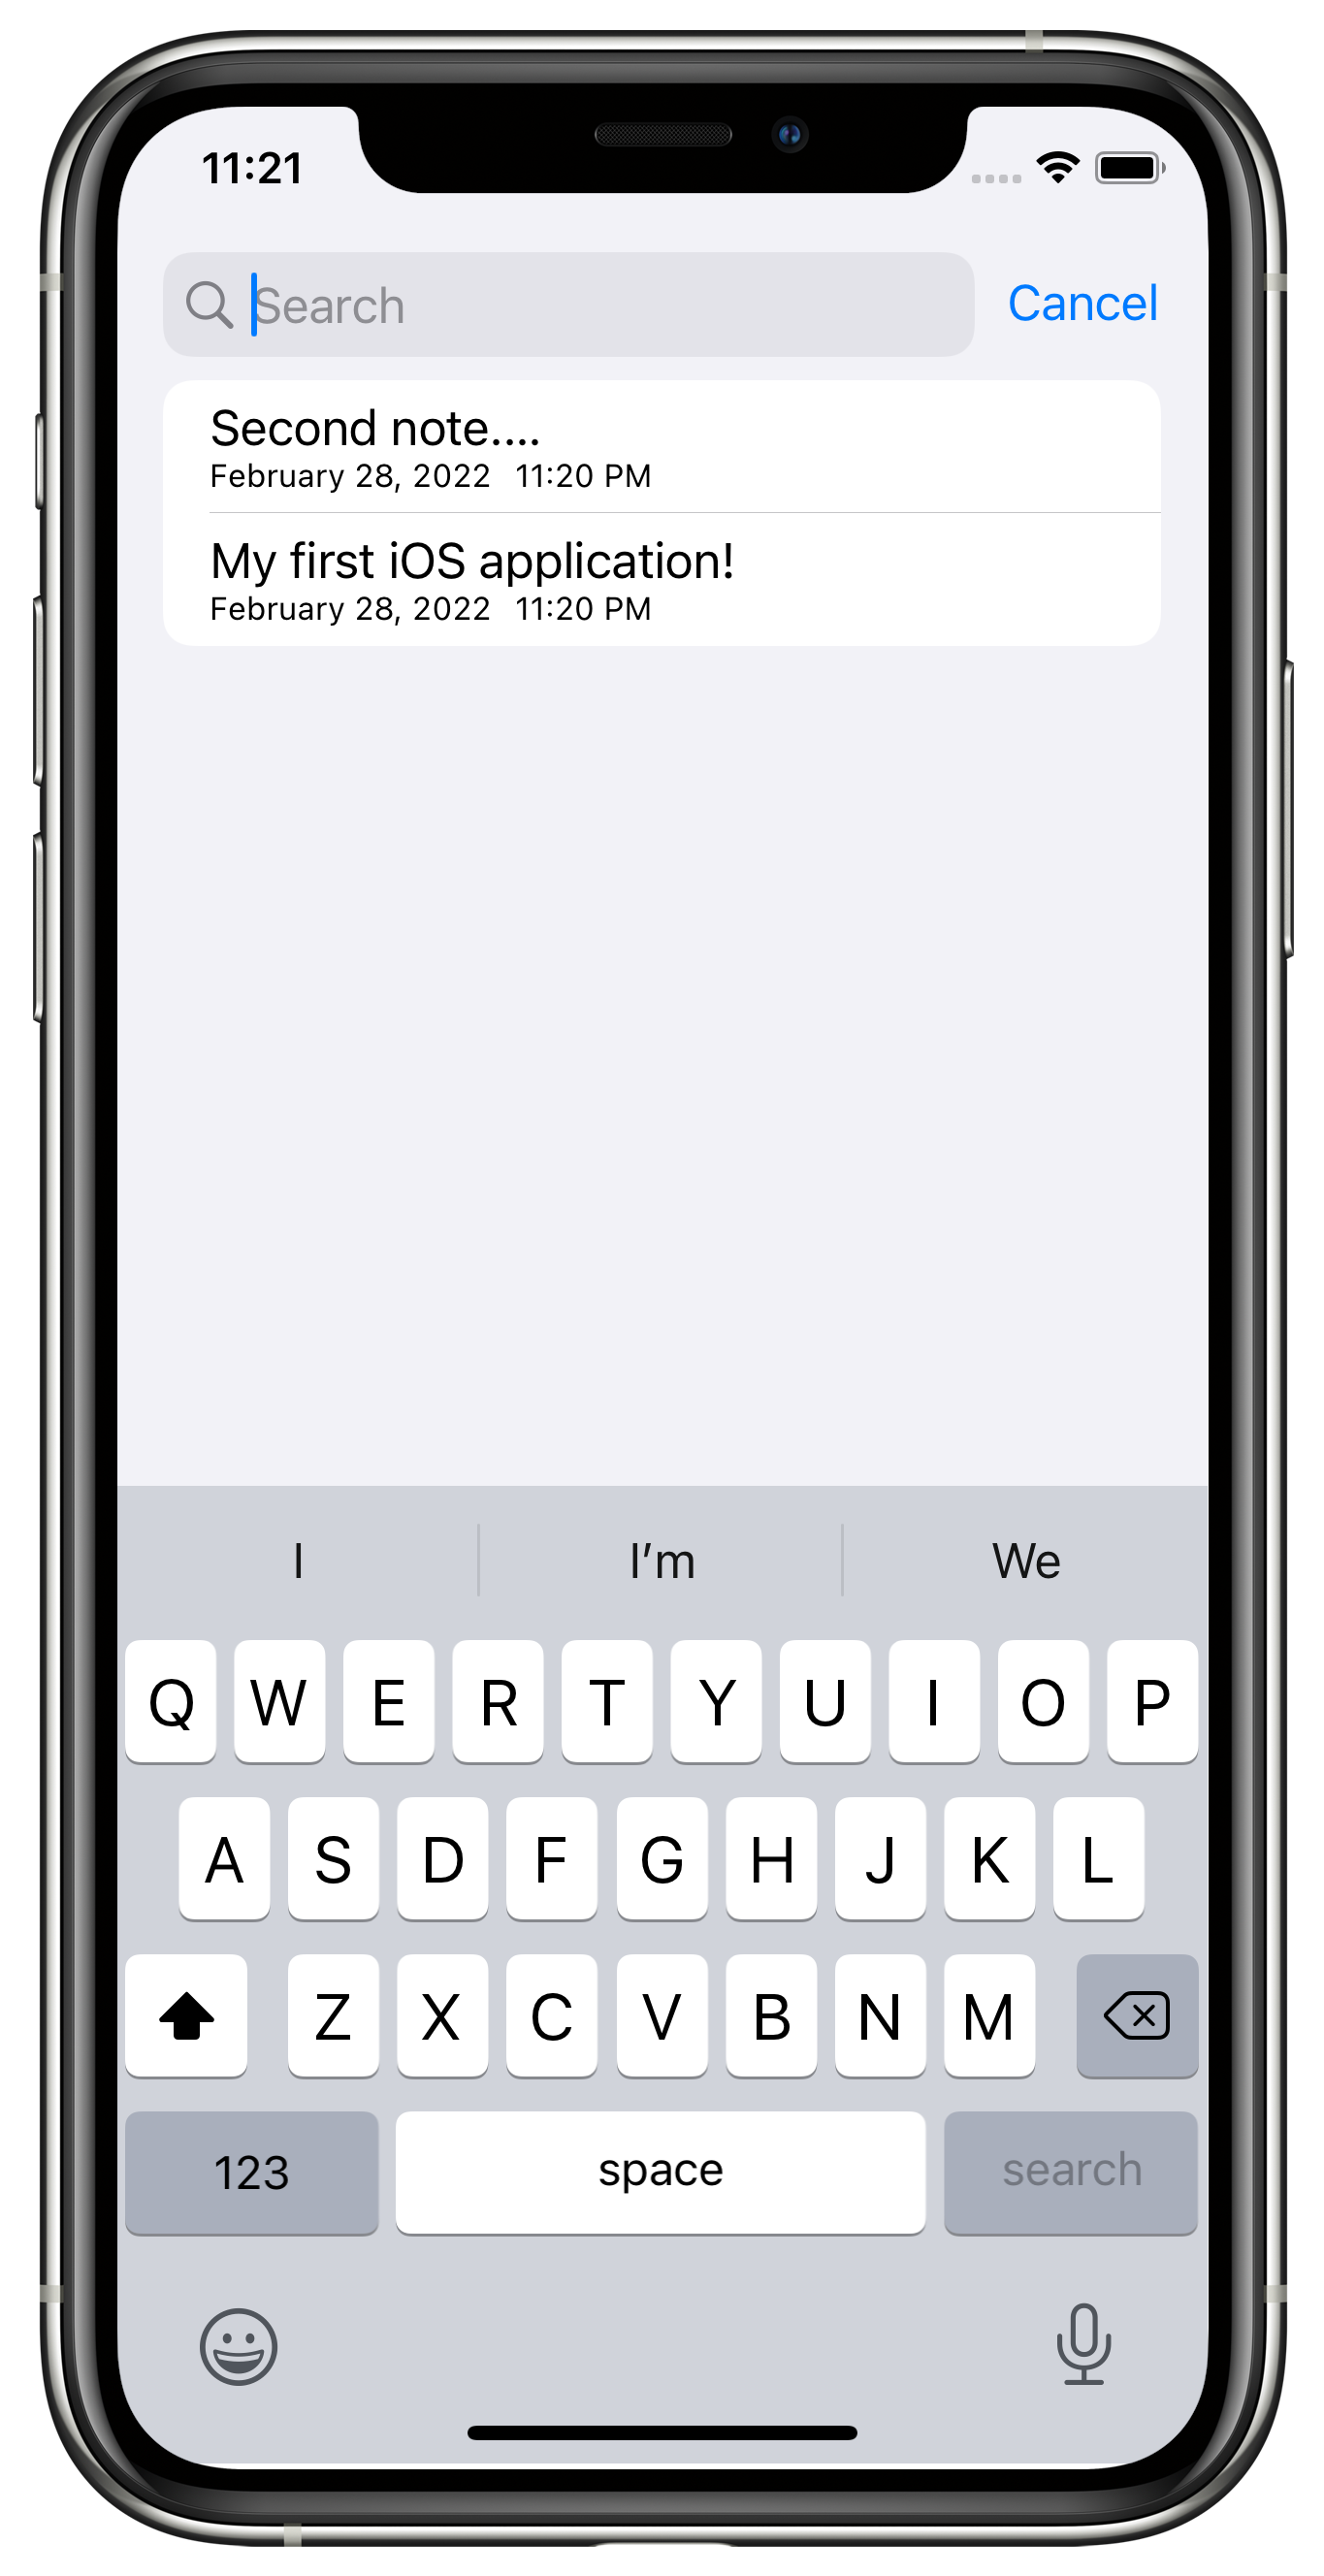 11:21
Search Cancel
Second note....
February 28, 2022 11:20 PM
My first iOS application!
February 28, 2022 11:20 PM
I I’m We
Q W E R T Y U I O P
A S D F G H J K L
Z X C V B N M
123 space search